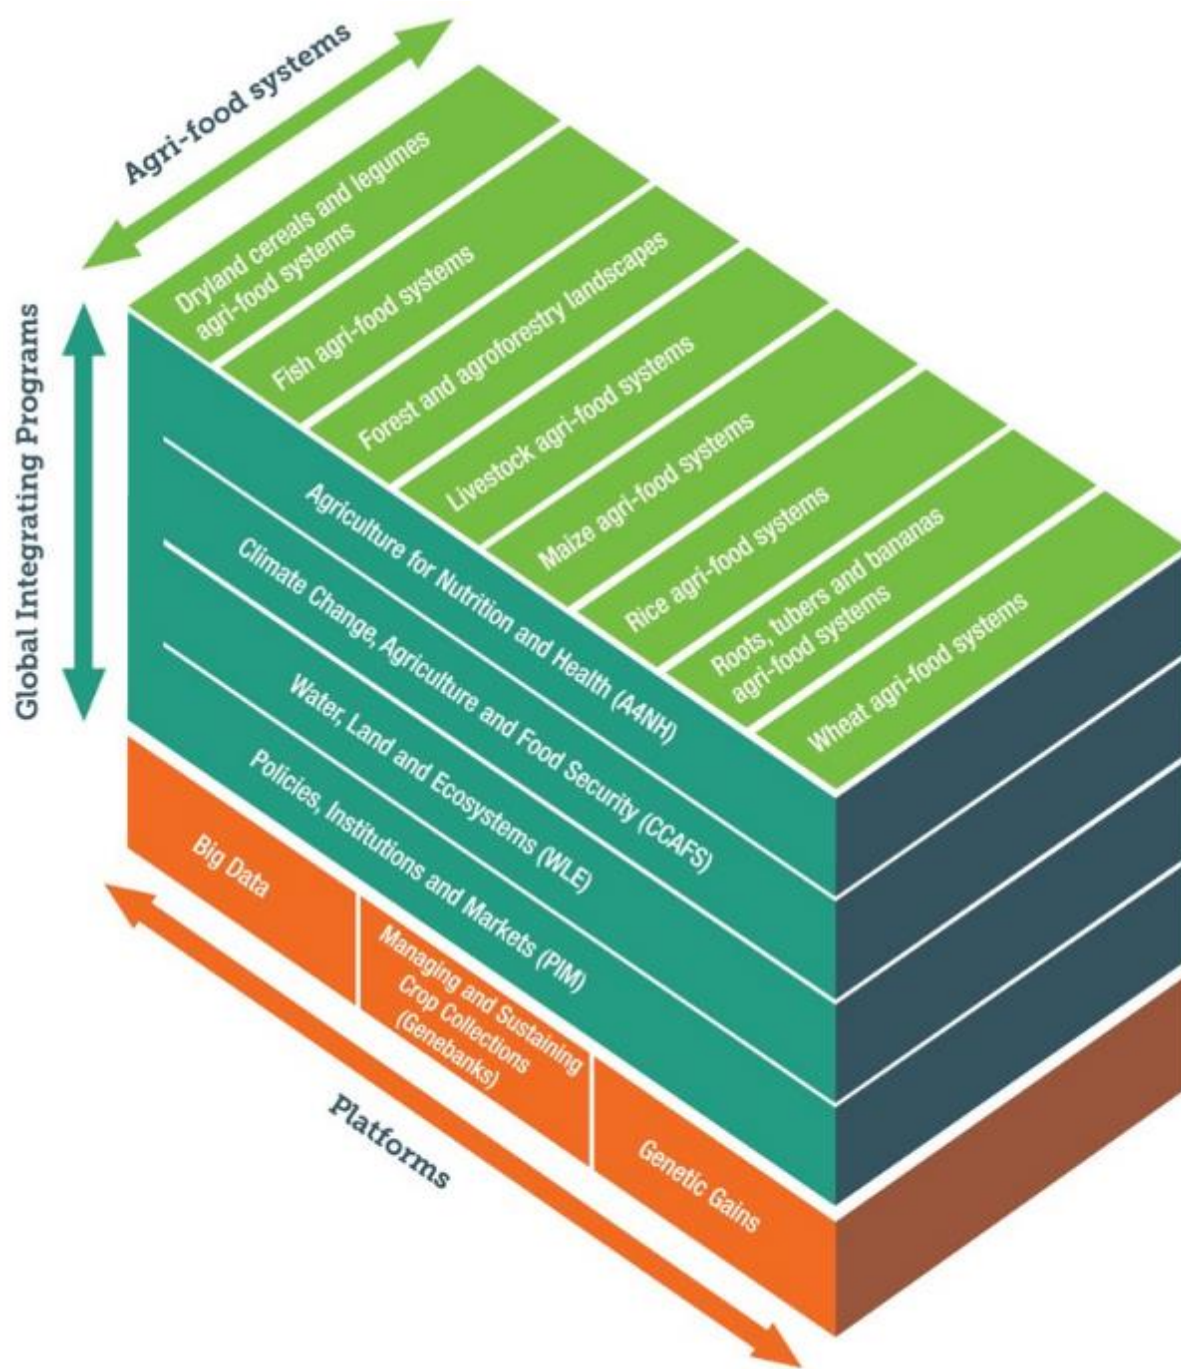 Agri-food systems
Dryland cereals and legumes
agri-food systems
Fish agri-food systems
Forest and agroforestry landscapes
Livestock agri-food systems
Maize agri-food systems
Rice agri-food systems
Roots, tubers and bananas
agri-food systems
Wheat agri-food systems
Global Integrating Programs
Agriculture for Nutrition and Health (A4NH)
Climate Change, Agriculture and Food Security (CCAFS)
Water, Land and Ecosystems (WLE)
Policies, Institutions and Markets (PIM)
Big Data
Managing and Sustaining
Crop Collections
(Genebanks)
Genetic Gains
Platforms